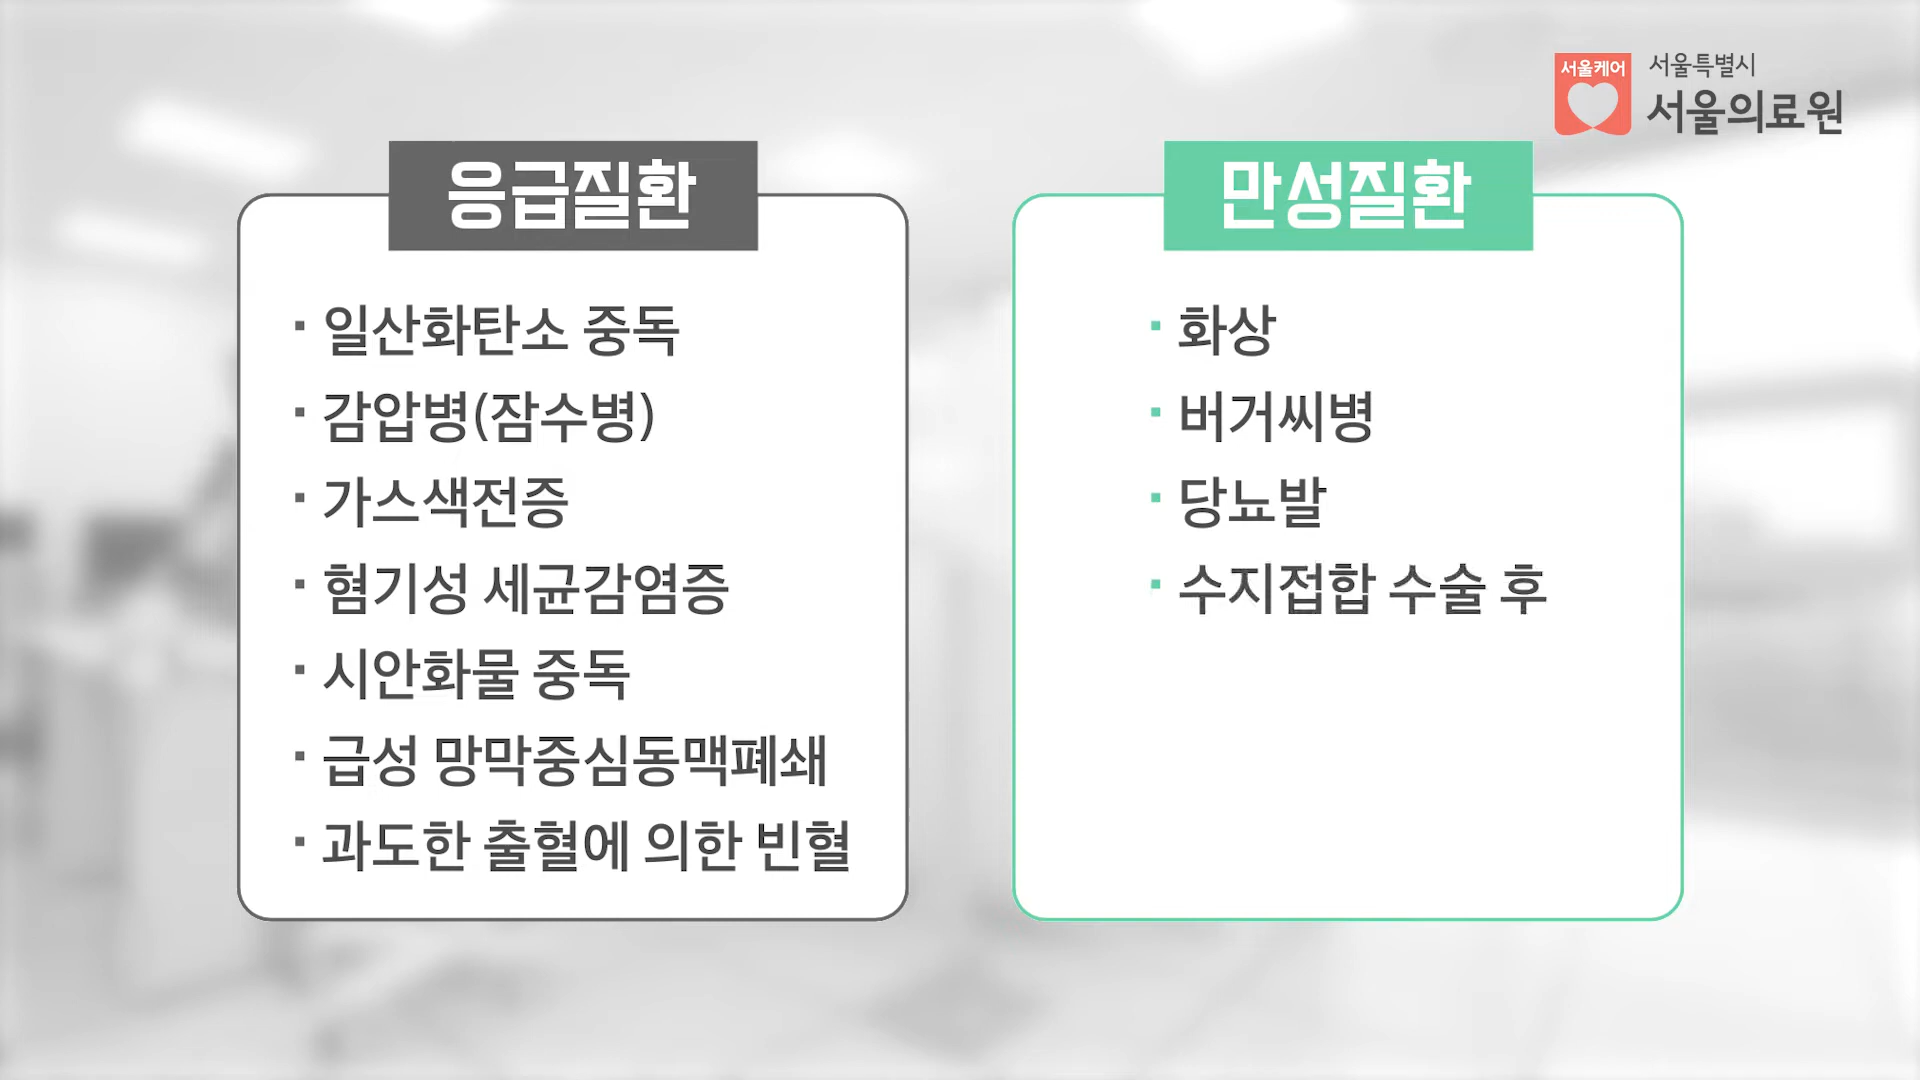 서울케어
서울특별시
서울의료원
응급질환
· 일산화탄소 중독
· 감압병(잠수병)
· 가스색전증
· 혐기성 세균감염증
· 시안화물 중독
· 급성 망막중심동맥폐쇄
· 과도한 출혈에 의한 빈혈
만성질환
· 화상
· 버거씨병
· 당뇨발
· 수지접합 수술 후